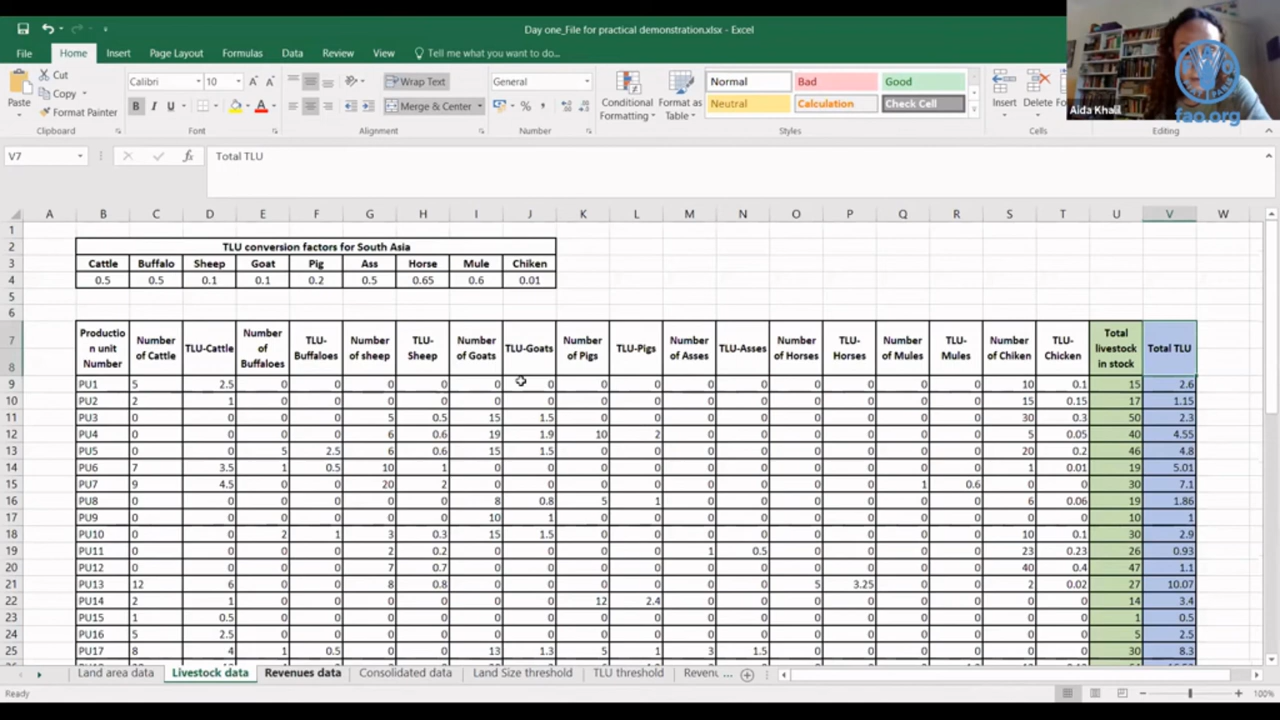 Day one_File for practical demonstration.xlsx - Excel
File Home Insert Page Layout Formulas Data Review View Tell me what you want to do...
Aida Khalil
fao.org
Paste
Cut
Copy
Format Painter
Calibri 10
B I U
Wrap Text
Merge & Center
General
%
Conditional Formatting
Format as Table
Normal Bad Good
Neutral Calculation Check Cell
Insert Delete
Clipboard Font Alignment Number Styles Cells Editing
V7 fx Total TLU
A B C D E F G H I J K L M N O P Q R S T U V W
1
2 TLU conversion factors for South Asia
3 Cattle Buffalo Sheep Goat Pig Ass Horse Mule Chiken
4 0.5 0.5 0.1 0.1 0.2 0.5 0.65 0.6 0.01
5
6
7 8 Productio n unit Number Number of Cattle TLU-Cattle Number of Buffaloes TLU-Buffaloes Number of sheep TLU-Sheep Number of Goats TLU-Goats Number of Pigs TLU-Pigs Number of Asses TLU-Asses Number of Horses TLU-Horses Number of Mules TLU-Mules Number of Chiken TLU-Chicken Total livestock in stock Total TLU
9 PU1 5 2.5 0 0 0 0 0 0 0 0 0 0 0 0 0 0 10 0.1 15 2.6
10 PU2 2 1 0 0 0 0 0 0 0 0 0 0 0 0 0 0 15 0.15 17 1.15
11 PU3 0 0 0 0 5 0.5 15 1.5 0 0 0 0 0 0 0 0 30 0.3 50 2.3
12 PU4 0 0 0 0 6 0.6 19 1.9 10 2 0 0 0 0 0 0 5 0.05 40 4.55
13 PU5 0 0 5 2.5 6 0.6 15 1.5 0 0 0 0 0 0 0 0 20 0.2 46 4.8
14 PU6 7 3.5 1 0.5 10 1 0 0 0 0 0 0 0 0 0 0 1 0.01 19 5.01
15 PU7 9 4.5 0 0 20 2 0 0 0 0 0 0 0 0 1 0.6 0 0 30 7.1
16 PU8 0 0 0 0 0 0 8 0.8 5 1 0 0 0 0 0 0 6 0.06 19 1.86
17 PU9 0 0 0 0 0 0 10 1 0 0 0 0 0 0 0 0 0 0 10 1
18 PU10 0 0 2 1 3 0.3 15 1.5 0 0 0 0 0 0 0 0 10 0.1 30 2.9
19 PU11 0 0 0 0 2 0.2 0 0 0 0 1 0.5 0 0 0 0 23 0.23 26 0.93
20 PU12 0 0 0 0 7 0.7 0 0 0 0 0 0 0 0 0 0 40 0.4 47 1.1
21 PU13 12 6 0 0 8 0.8 0 0 0 0 0 0 5 3.25 0 0 2 0.02 27 10.07
22 PU14 2 1 0 0 0 0 0 0 12 2.4 0 0 0 0 0 0 0 0 14 3.4
23 PU15 1 0.5 0 0 0 0 0 0 0 0 0 0 0 0 0 0 0 0 1 0.5
24 PU16 5 2.5 0 0 0 0 0 0 0 0 0 0 0 0 0 0 0 0 5 2.5
25 PU17 8 4 1 0.5 0 0 13 1.3 5 1 3 1.5 0 0 0 0 0 0 30 8.3
Land area data Livestock data Revenues data Consolidated data Land Size threshold TLU threshold Revenu ...
Ready 100%